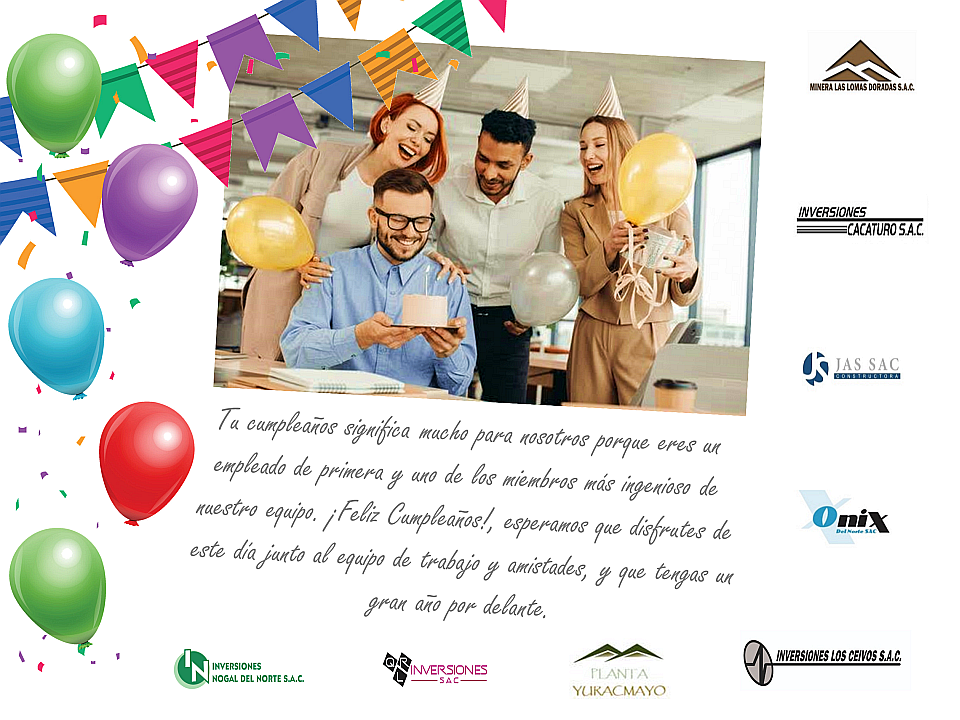 MINERA LAS LOMAS DORADAS S.A.C.
INVERSIONES
CACATURO S.A.C.
JAS SAC
CONSTRUCTORA
Onix
Del Norte SAC
Tu cumpleaños significa mucho para nosotros porque eres un
empleado de primera y uno de los miembros más ingenioso de
nuestro equipo. ¡Feliz Cumpleaños!, esperamos que disfrutes de
este día junto al equipo de trabajo y amistades, y que tengas un
gran año por delante.
IN INVERSIONES
NOGAL DEL NORTE S.A.C.
QRL INVERSIONES
SAC
PLANTA
YUKACMAYO
INVERSIONES LOS CEIVOS S.A.C.